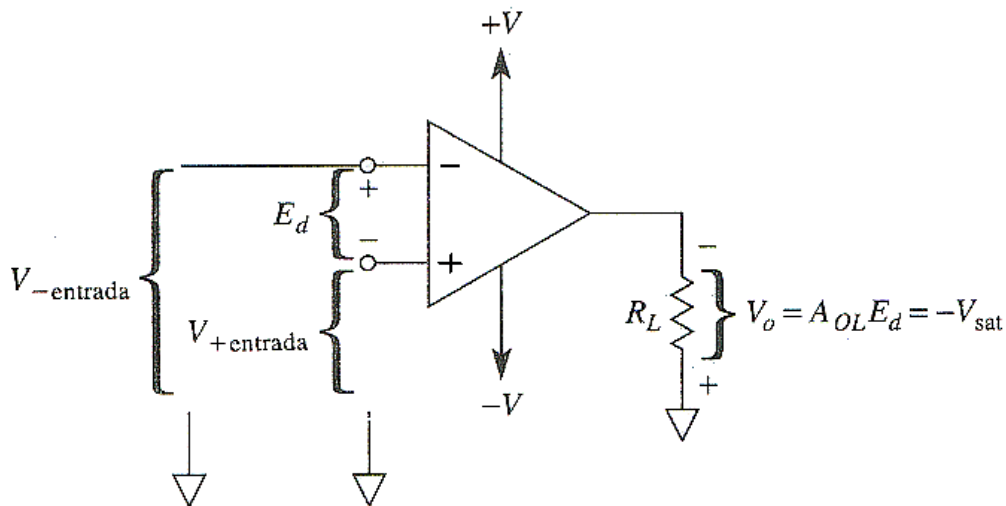 +V
−
+
E_d
−
+
V_−entrada
V_+entrada
−V
R_L
−
V_o = A_OL E_d = −V_sat
+